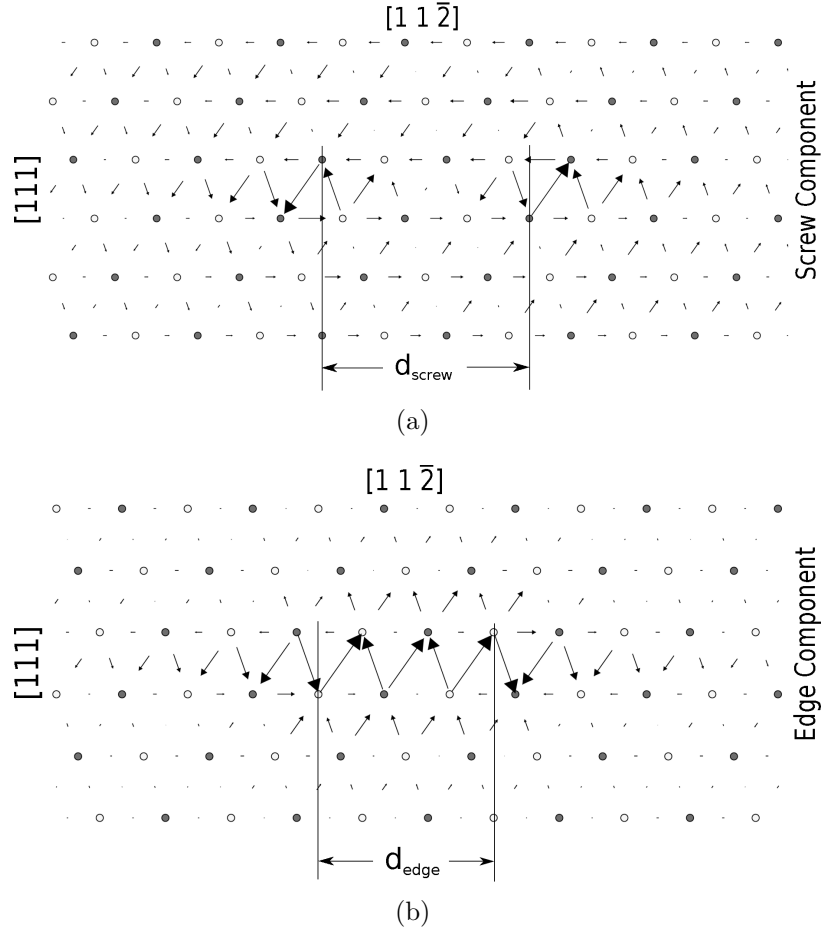 [1 1 2̅]
[111]
Screw Component
d_screw
(a)
[1 1 2̅]
[111]
Edge Component
d_edge
(b)